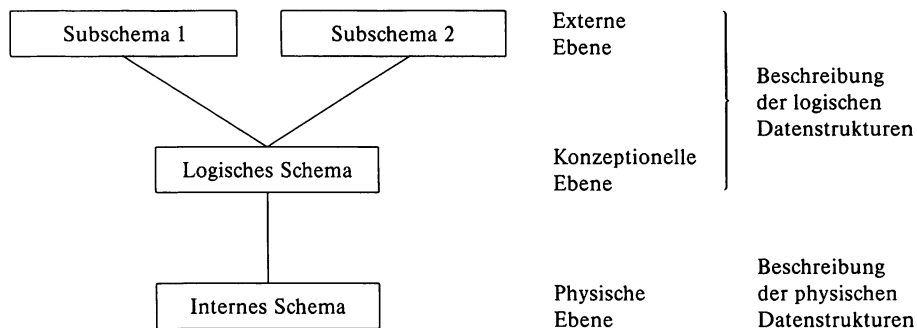 Subschema 1
Subschema 2
Externe
Ebene
Beschreibung
der logischen
Datenstrukturen
Logisches Schema
Konzeptionelle
Ebene
Internes Schema
Physische
Ebene
Beschreibung
der physischen
Datenstrukturen